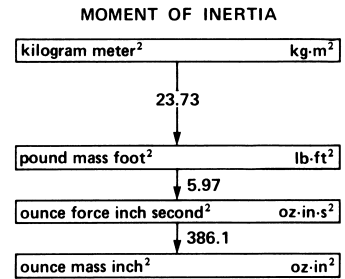 MOMENT OF INERTIA
kilogram meter² kg·m²
23.73
pound mass foot² lb·ft²
5.97
ounce force inch second² oz·in·s²
386.1
ounce mass inch² oz·in²